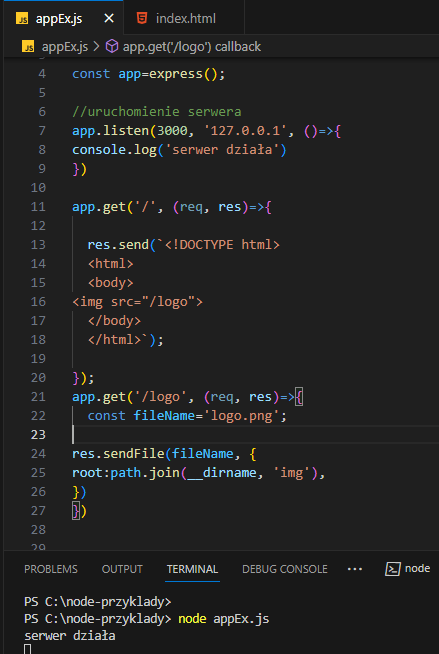 JS appEx.js × index.html
JS appEx.js > app.get('/logo') callback
4 const app=express();
5
6 //uruchomienie serwera
7 app.listen(3000, '127.0.0.1', ()=>{
8 console.log('serwer działa')
9 })
10
11 app.get('/', (req, res)=>{
12
13 res.send(`<!DOCTYPE html>
14 <html>
15 <body>
16 <img src="/logo">
17 </body>
18 </html>`);
19
20 });
21 app.get('/logo', (req, res)=>{
22 const fileName='logo.png';
23
24 res.sendFile(fileName, {
25 root:path.join(__dirname, 'img'),
26 })
27 })
28
29
PROBLEMS OUTPUT TERMINAL DEBUG CONSOLE ··· node
PS C:\node-przyklady>
PS C:\node-przyklady> node appEx.js
serwer działa